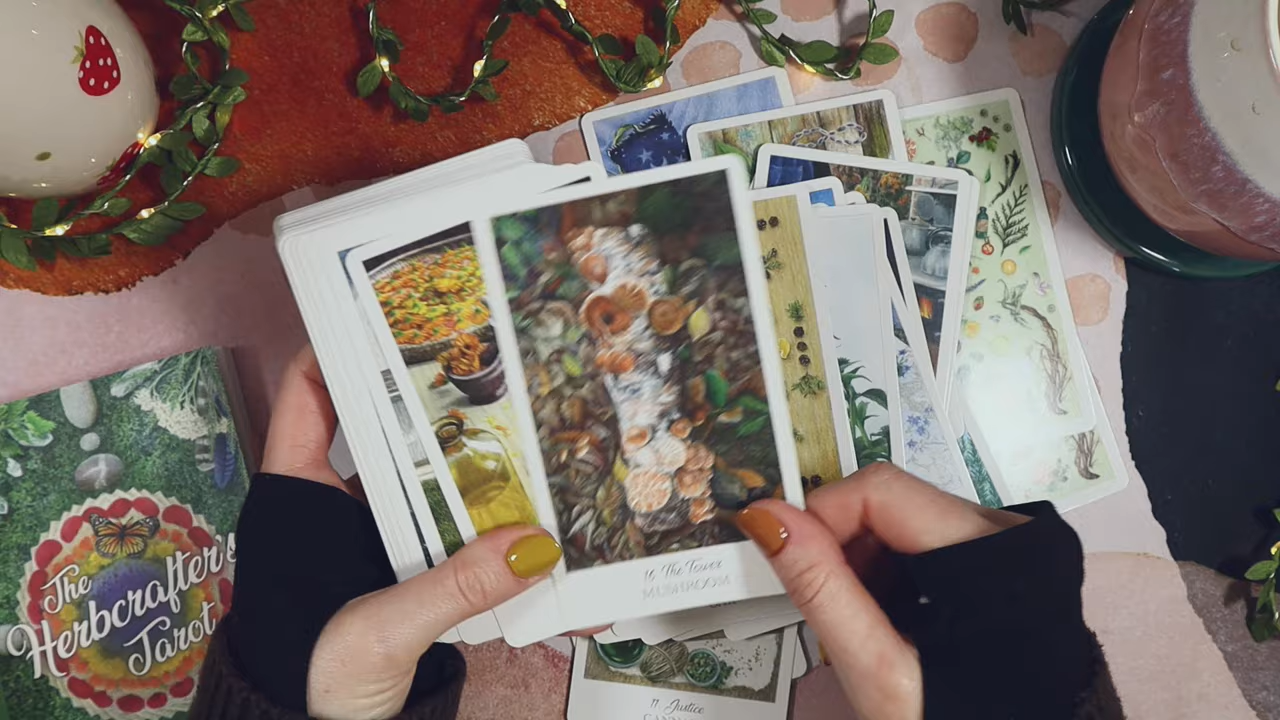 The
Herbcrafter's
Tarot
16 The Tower
MUSHROOM
11 Justice